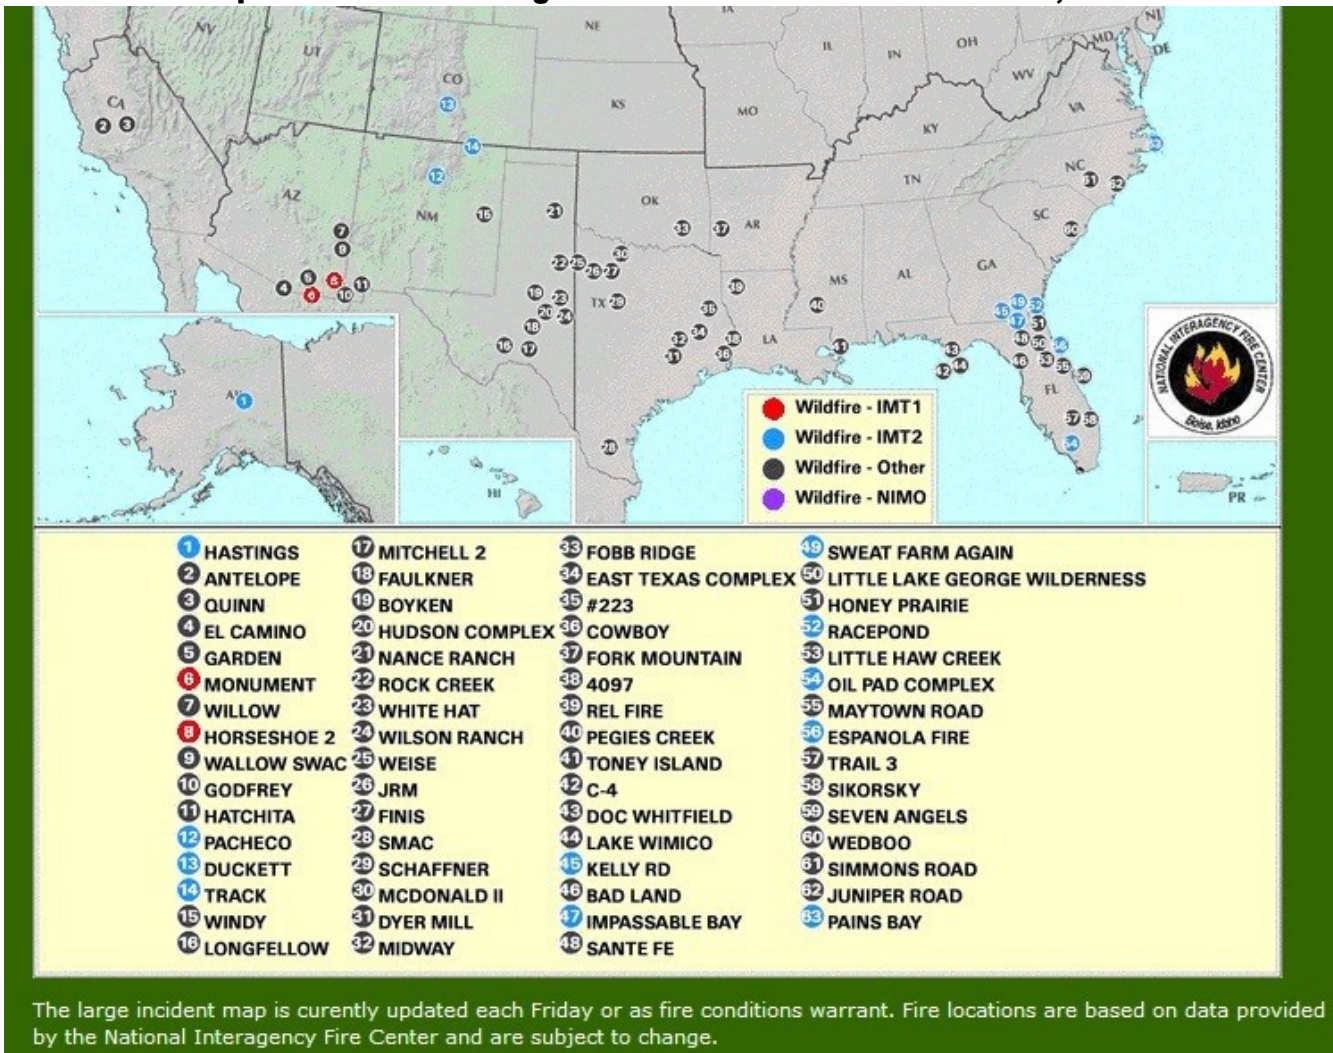 NV
UT
CO
NE
KS
IA
IL
IN
OH
MO
KY
WV
VA
MD
DE
NJ
CA
AZ
NM
OK
AR
TN
NC
SC
MS
AL
GA
TX
LA
FL
HI
PR
NATIONAL INTERAGENCY FIRE CENTER
Boise, Idaho
Wildfire - IMT1
Wildfire - IMT2
Wildfire - Other
Wildfire - NIMO
1 HASTINGS
2 ANTELOPE
3 QUINN
4 EL CAMINO
5 GARDEN
6 MONUMENT
7 WILLOW
8 HORSESHOE 2
9 WALLOW SWAC
10 GODFREY
11 HATCHITA
12 PACHECO
13 DUCKETT
14 TRACK
15 WINDY
16 LONGFELLOW
17 MITCHELL 2
18 FAULKNER
19 BOYKEN
20 HUDSON COMPLEX
21 NANCE RANCH
22 ROCK CREEK
23 WHITE HAT
24 WILSON RANCH
25 WEISE
26 JRM
27 FINIS
28 SMAC
29 SCHAFFNER
30 MCDONALD II
31 DYER MILL
32 MIDWAY
33 FOBB RIDGE
34 EAST TEXAS COMPLEX
35 #223
36 COWBOY
37 FORK MOUNTAIN
38 4097
39 REL FIRE
40 PEGIES CREEK
41 TONEY ISLAND
42 C-4
43 DOC WHITFIELD
44 LAKE WIMICO
45 KELLY RD
46 BAD LAND
47 IMPASSABLE BAY
48 SANTE FE
49 SWEAT FARM AGAIN
50 LITTLE LAKE GEORGE WILDERNESS
51 HONEY PRAIRIE
52 RACEPOND
53 LITTLE HAW CREEK
54 OIL PAD COMPLEX
55 MAYTOWN ROAD
56 ESPANOLA FIRE
57 TRAIL 3
58 SIKORSKY
59 SEVEN ANGELS
60 WEDBOO
61 SIMMONS ROAD
62 JUNIPER ROAD
63 PAINS BAY
The large incident map is curently updated each Friday or as fire conditions warrant. Fire locations are based on data provided
by the National Interagency Fire Center and are subject to change.